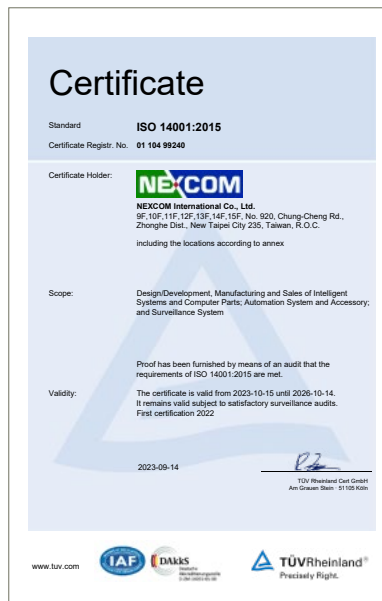 Certificate
Standard ISO 14001:2015
Certificate Registr. No. 01 104 99240
Certificate Holder:
NEXCOM
NEXCOM International Co., Ltd.
9F,10F,11F,12F,13F,14F,15F, No. 920, Chung-Cheng Rd.,
Zhonghe Dist., New Taipei City 235, Taiwan, R.O.C.
including the locations according to annex
Scope: Design/Development, Manufacturing and Sales of Intelligent
Systems and Computer Parts; Automation System and Accessory;
and Surveillance System
Proof has been furnished by means of an audit that the
requirements of ISO 14001:2015 are met.
Validity: The certificate is valid from 2023-10-15 until 2026-10-14.
It remains valid subject to satisfactory surveillance audits.
First certification 2022
2023-09-14
TÜV Rheinland Cert GmbH
Am Grauen Stein · 51105 Köln
www.tuv.com
IAF
DAkkS
Deutsche
Akkreditierungsstelle
TÜVRheinland®
Precisely Right.